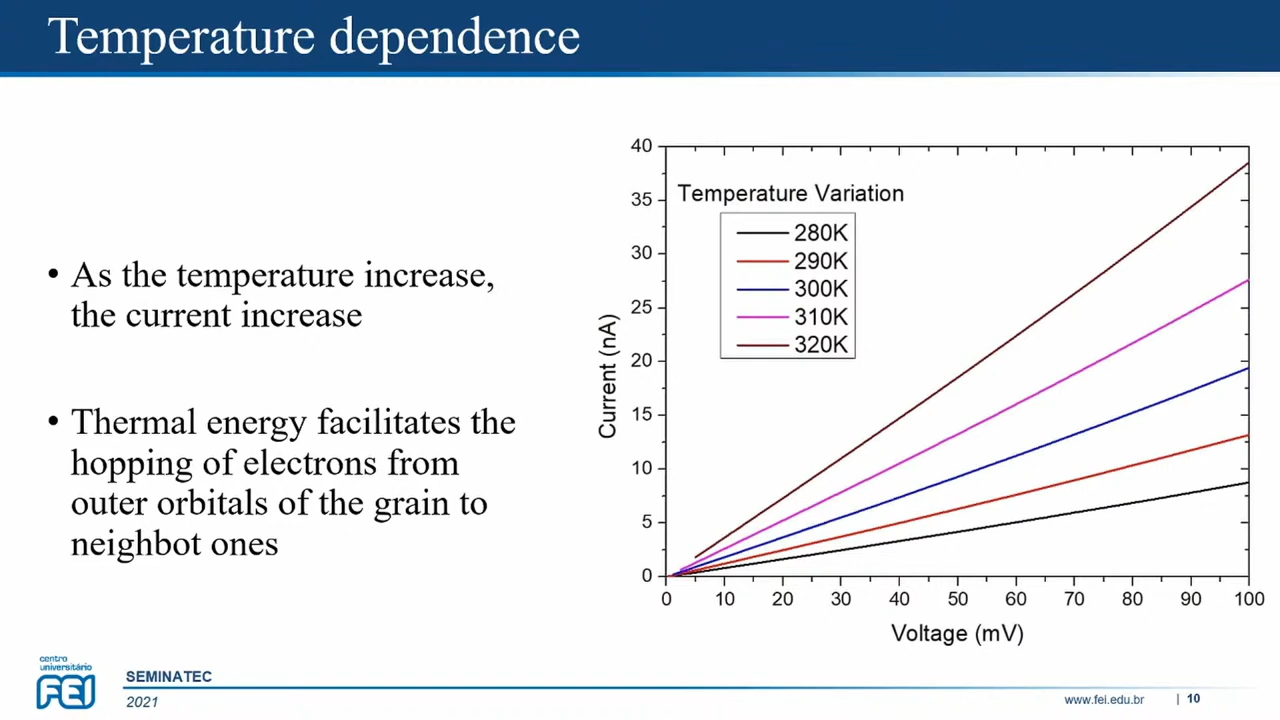 Temperature dependence
• As the temperature increase,
the current increase
• Thermal energy facilitates the
hopping of electrons from
outer orbitals of the grain to
neighbot ones
40
35
30
25
20
15
10
5
0
Current (nA)
Temperature Variation
280K
290K
300K
310K
320K
0 10 20 30 40 50 60 70 80 90 100
Voltage (mV)
centro
universitário
FEI
SEMINATEC
2021
www.fei.edu.br | 10